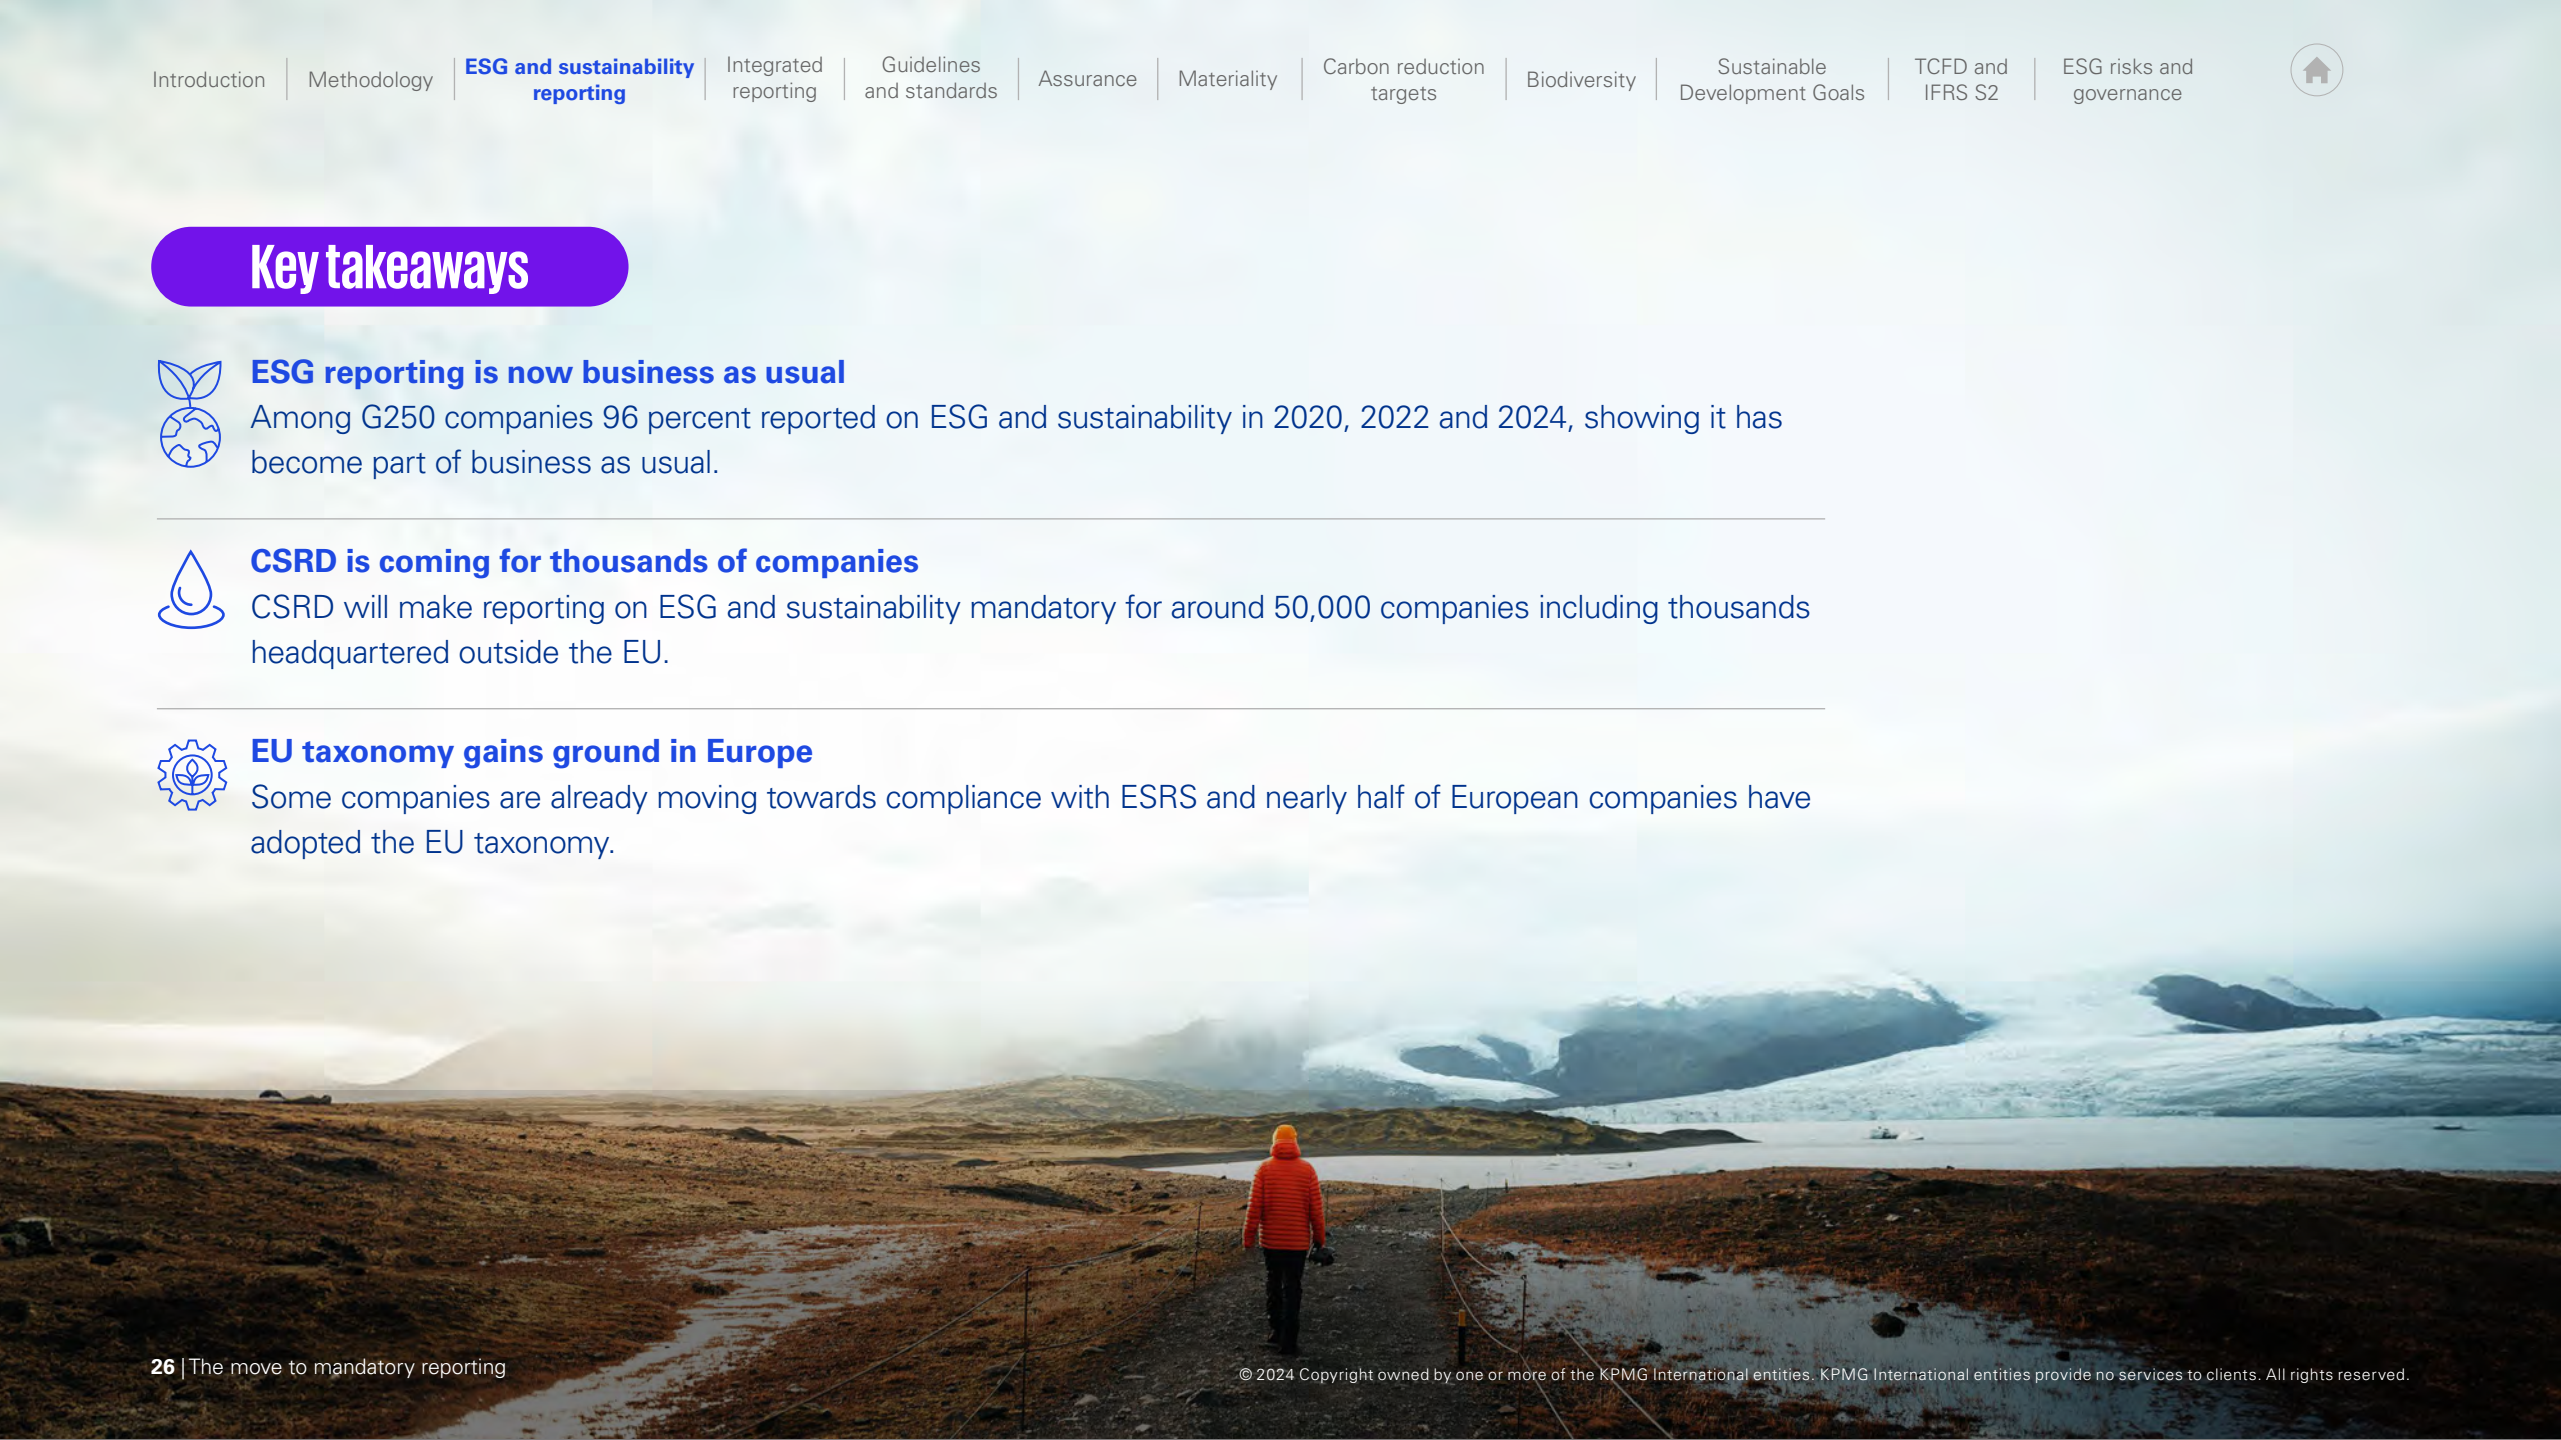 Introduction
Methodology
ESG and sustainability
reporting
Integrated
reporting
Guidelines
and standards
Assurance
Materiality
Carbon reduction
targets
Biodiversity
Sustainable
Development Goals
TCFD and
IFRS S2
ESG risks and
governance
Key takeaways
ESG reporting is now business as usual
Among G250 companies 96 percent reported on ESG and sustainability in 2020, 2022 and 2024, showing it has
become part of business as usual.
CSRD is coming for thousands of companies
CSRD will make reporting on ESG and sustainability mandatory for around 50,000 companies including thousands
headquartered outside the EU.
EU taxonomy gains ground in Europe
Some companies are already moving towards compliance with ESRS and nearly half of European companies have
adopted the EU taxonomy.
26 | The move to mandatory reporting
© 2024 Copyright owned by one or more of the KPMG International entities. KPMG International entities provide no services to clients. All rights reserved.